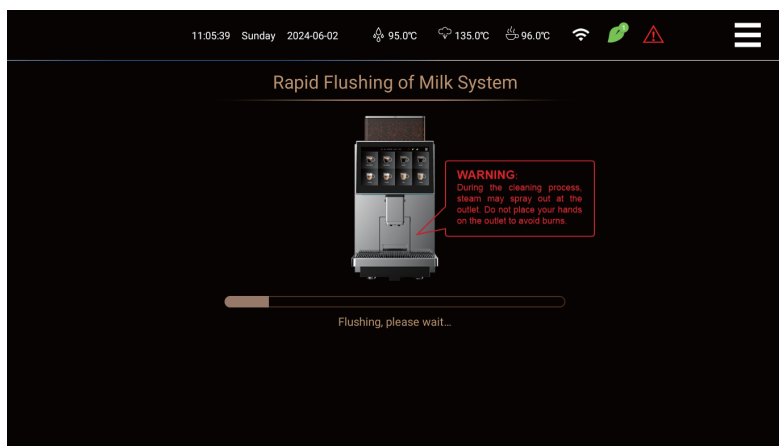 11:05:39 Sunday 2024-06-02 95.0℃ 135.0℃ 96.0℃ 1
Rapid Flushing of Milk System
WARNING:
During the cleaning process,
steam may spray out at the
outlet. Do not place your hands
on the outlet to avoid burns.
Flushing, please wait...